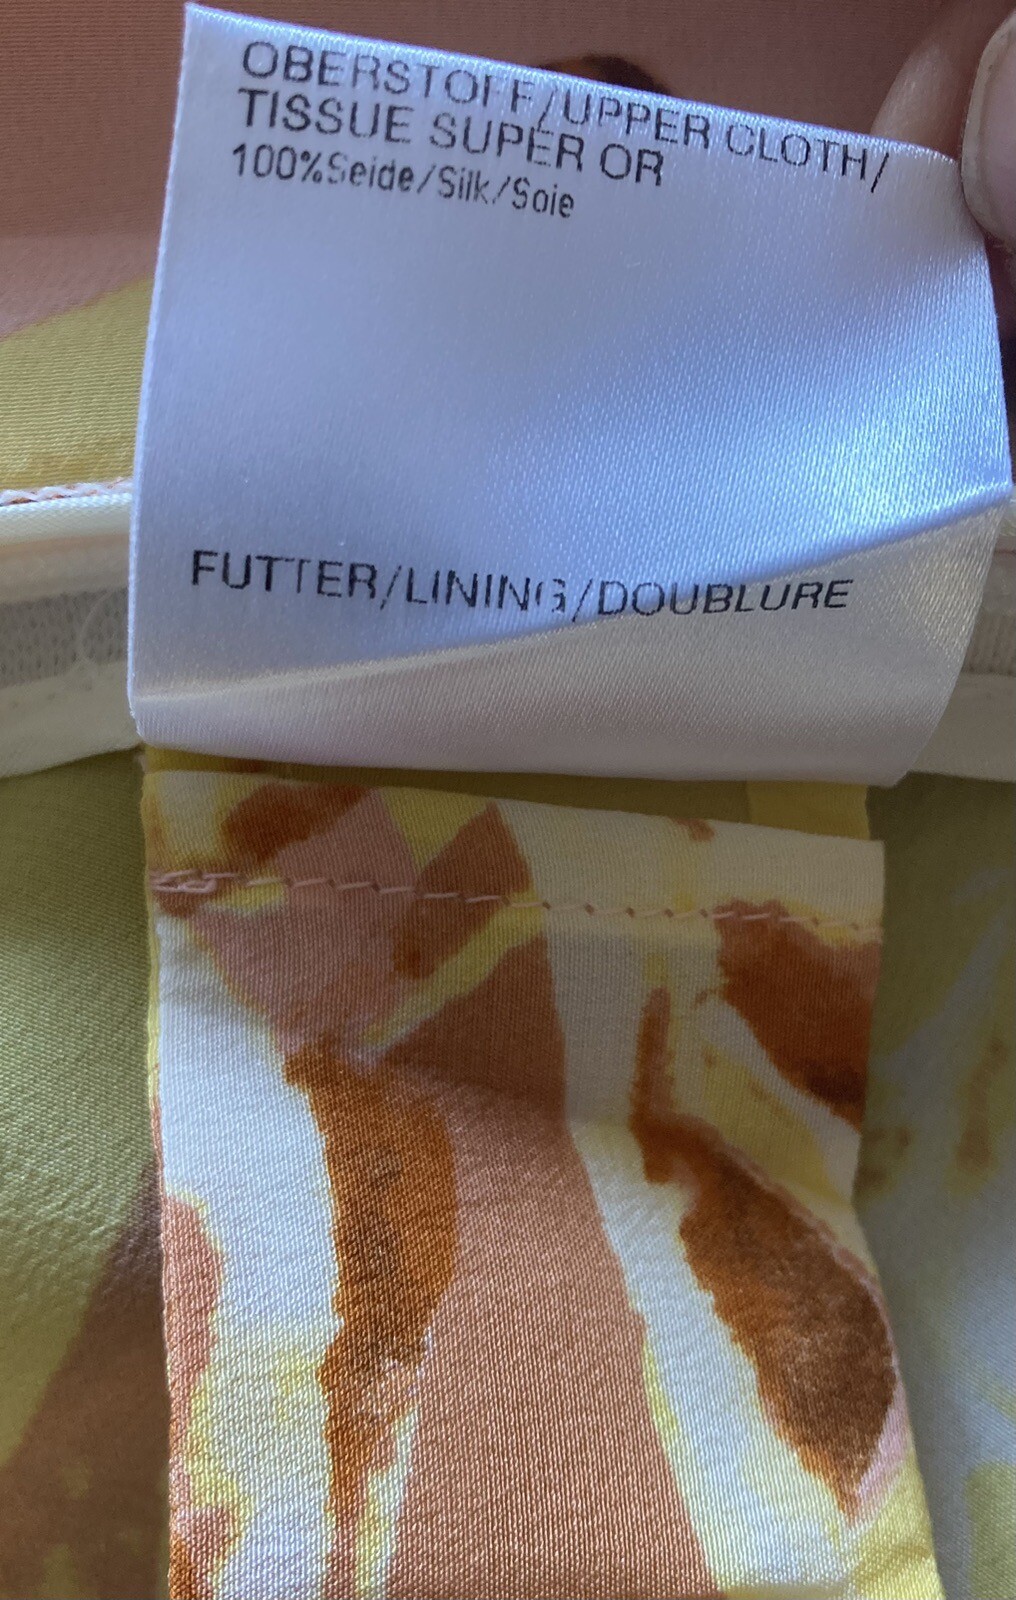 OBERSTOFF/UPPER CLOTH/
TISSUE SUPER OR
100%Seide/Silk/Soie
FUTTER/LINING/DOUBLURE